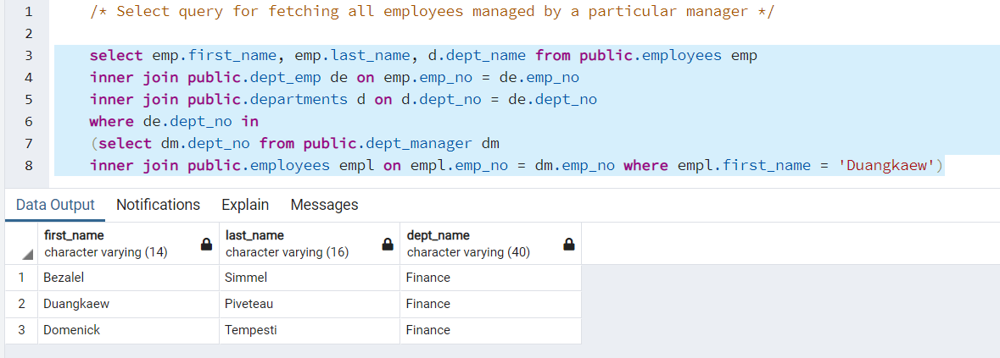 1 /* Select query for fetching all employees managed by a particular manager */
2
3 select emp.first_name, emp.last_name, d.dept_name from public.employees emp
4 inner join public.dept_emp de on emp.emp_no = de.emp_no
5 inner join public.departments d on d.dept_no = de.dept_no
6 where de.dept_no in
7 (select dm.dept_no from public.dept_manager dm
8 inner join public.employees empl on empl.emp_no = dm.emp_no where empl.first_name = 'Duangkaew')
Data Output Notifications Explain Messages
first_name last_name dept_name
character varying (14) character varying (16) character varying (40)
1 Bezalel Simmel Finance
2 Duangkaew Piveteau Finance
3 Domenick Tempesti Finance